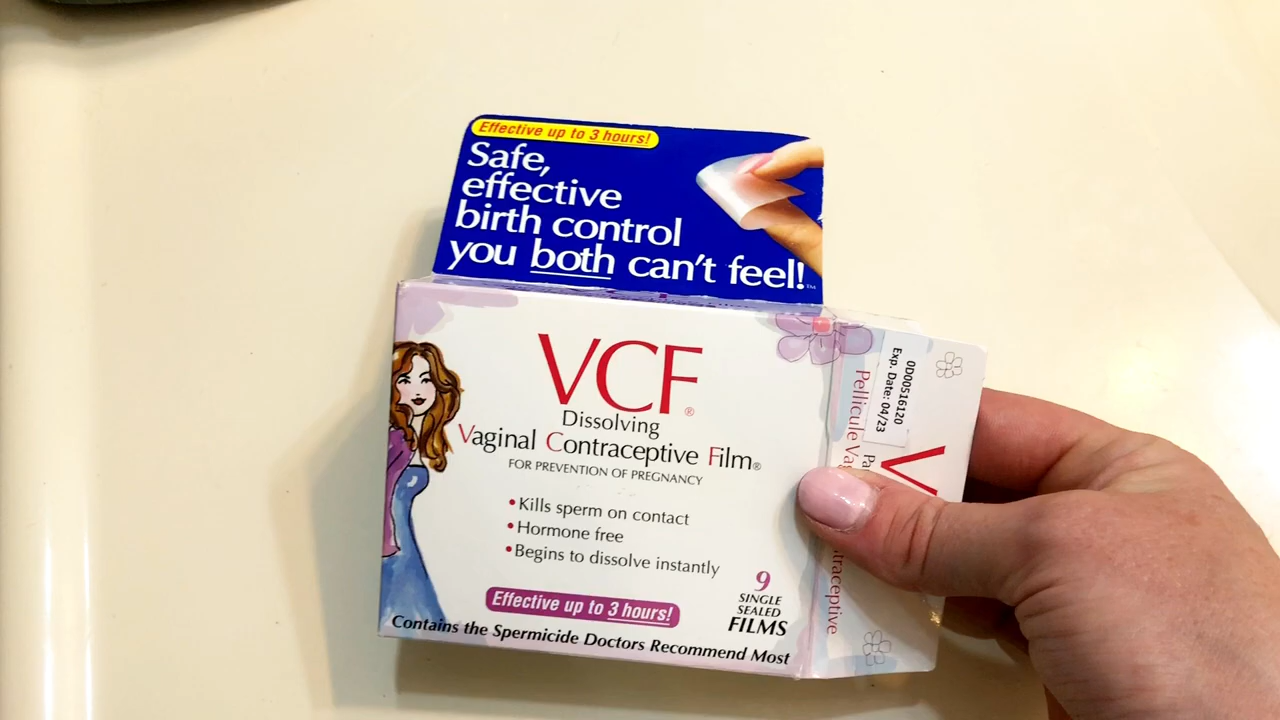 Effective up to 3 hours!
Safe,
effective
birth control
you both can't feel!™
VCF®
Dissolving
Vaginal Contraceptive Film®
FOR PREVENTION OF PREGNANCY
•Kills sperm on contact
•Hormone free
•Begins to dissolve instantly
Effective up to 3 hours!
9
SINGLE
SEALED
FILMS
Contains the Spermicide Doctors Recommend Most
0D00516120
Exp. Date: 04/23
V
Pellicule